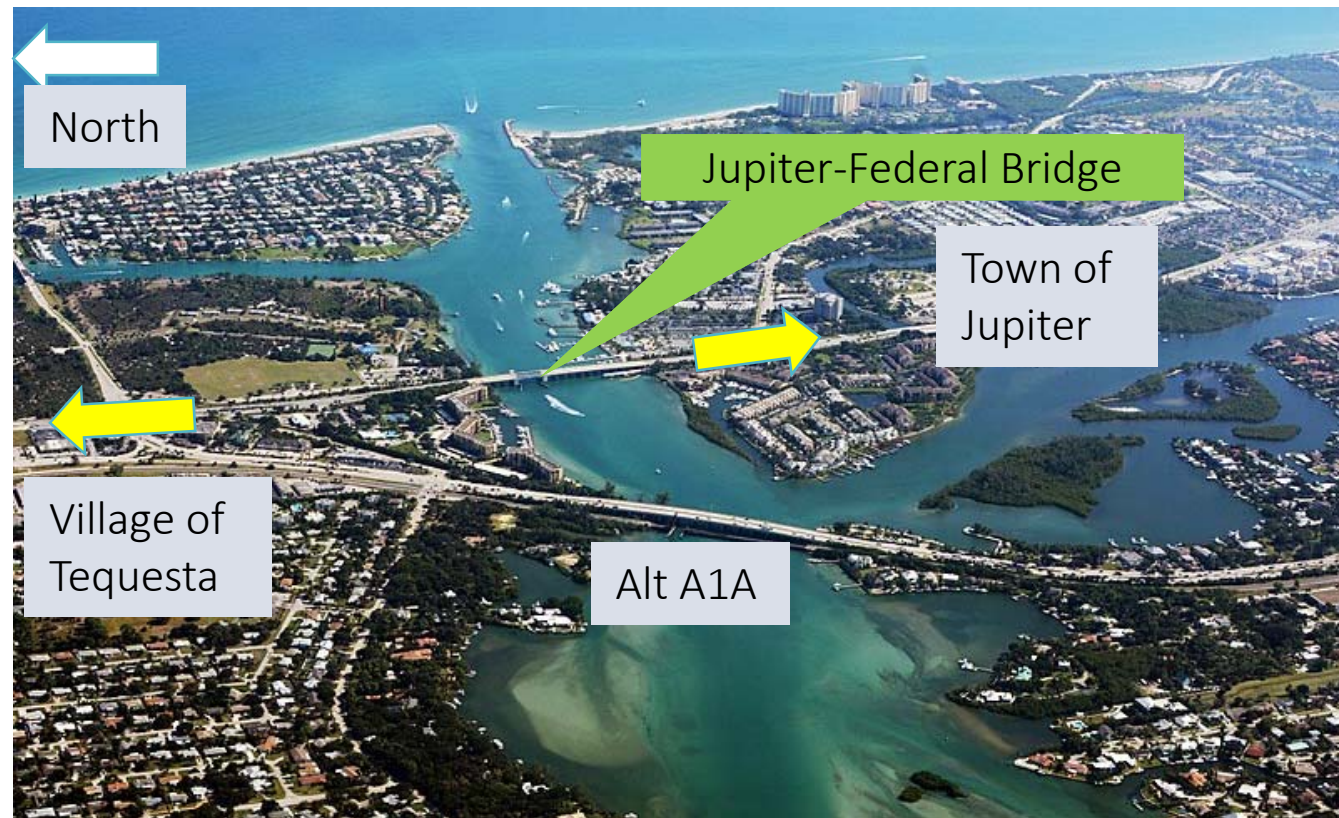 North
Jupiter-Federal Bridge
Town of
Jupiter
Village of
Tequesta
Alt A1A